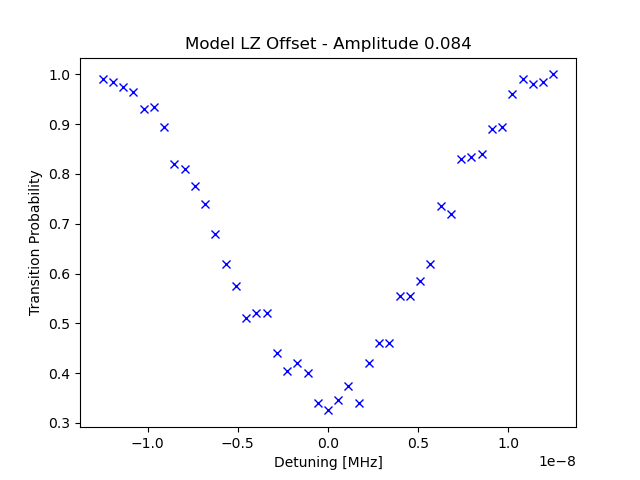 Model LZ Offset - Amplitude 0.084
Transition Probability
1.0
0.9
0.8
0.7
0.6
0.5
0.4
0.3
−1.0 −0.5 0.0 0.5 1.0
1e−8
Detuning [MHz]